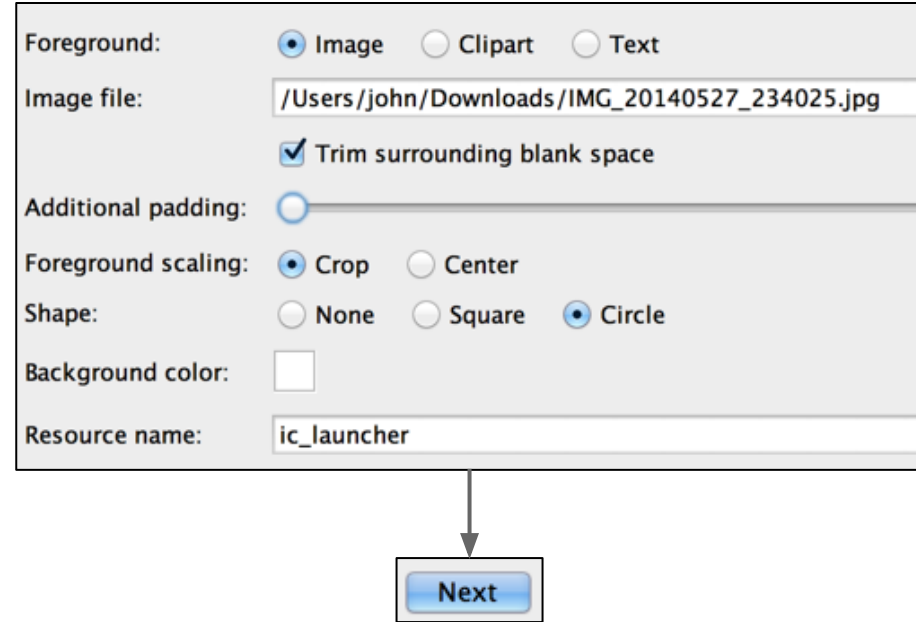 Foreground: Image Clipart Text
Image file: /Users/john/Downloads/IMG_20140527_234025.jpg
Trim surrounding blank space
Additional padding:
Foreground scaling: Crop Center
Shape: None Square Circle
Background color:
Resource name: ic_launcher
Next